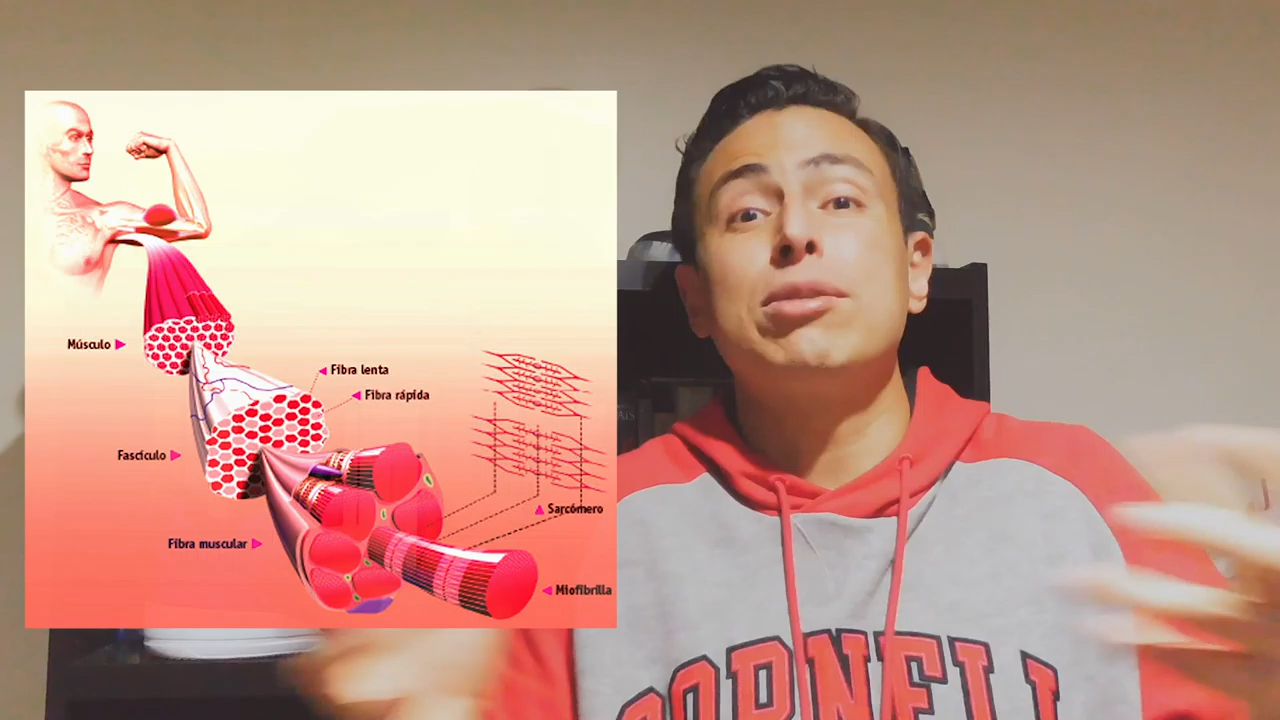 Músculo
Fibra lenta
Fibra rápida
Fascículo
Sarcómero
Fibra muscular
Miofibrilla
CORNELL